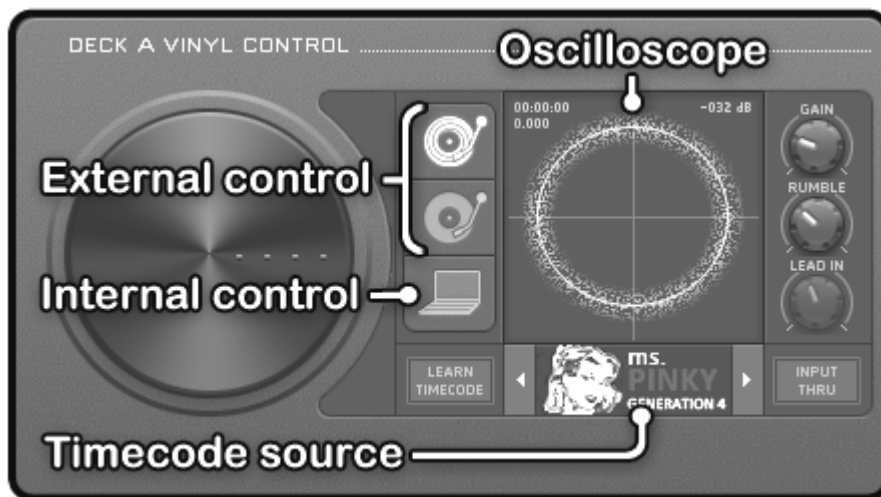 DECK A VINYL CONTROL
Oscilloscope
00:00:00
0.000
-032 dB
GAIN
External control
RUMBLE
Internal control
LEAD IN
LEARN
TIMECODE
ms.
PINKY
GENERATION 4
INPUT
THRU
Timecode source